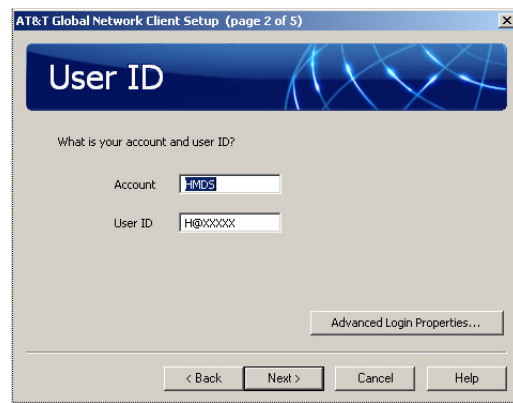 AT&T Global Network Client Setup (page 2 of 5)
User ID
What is your account and user ID?
Account HMDS
User ID H@XXXXX
Advanced Login Properties...
< Back Next > Cancel Help